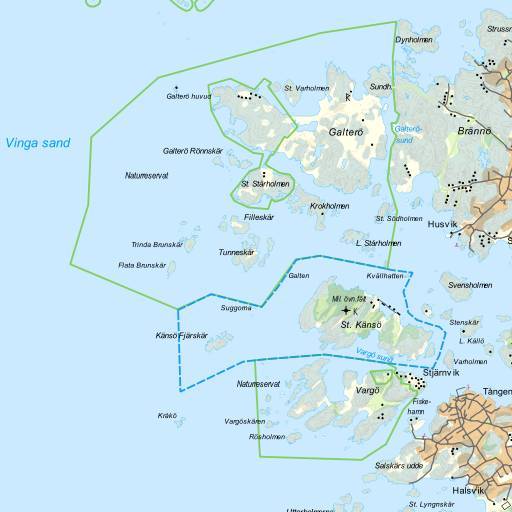 Strussn
Dynholmen
St. Varholmen
Sundh.
Galterö huvud
K
Galterö
Galterö-
sund
Brännö
Vinga sand
Galterö Rönnskär
Naturreservat
St. Stårholmen
Krokholmen
Filleskär
St. Södholmen
Husvik
Trinda Brunskär
L. Stårholmen
Tunneskär
Flata Brunskär
Galten
Kvällhatten
Svensholmen
Mil. övn.fält
Suggorna
K
St. Känsö
Stenskär
Känsö Fjärskär
L. Källö
Vargö sund
Varholmen
Stjärnvik
Naturreservat
Vargö
Tången
Fiske-
hamn
Kråkö
Vargöskären
Rösholmen
Salskärs udde
Halsvik
St. Lyngnskär
Utterholmarna